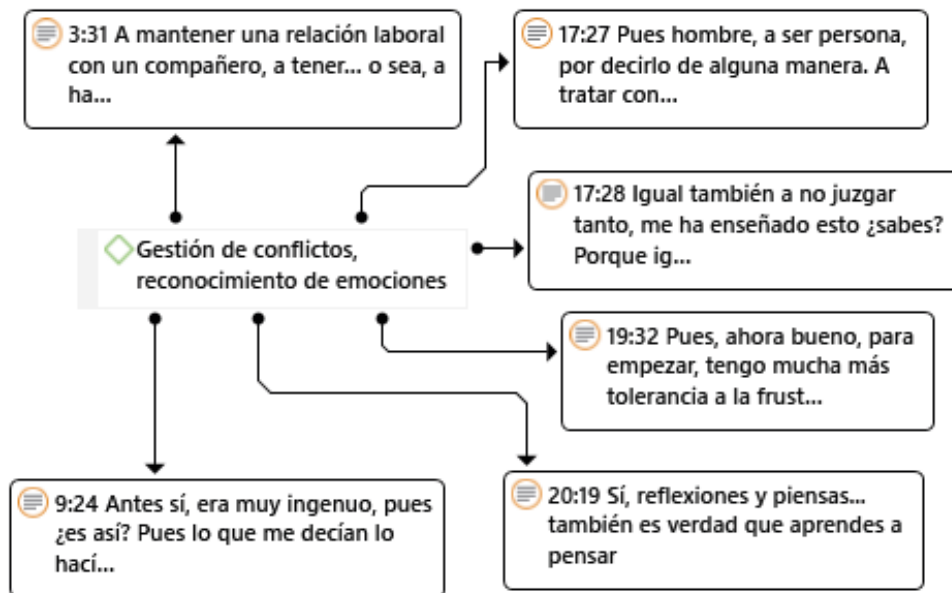 3:31 A mantener una relación laboral
con un compañero, a tener... o sea, a
ha...
17:27 Pues hombre, a ser persona,
por decirlo de alguna manera. A
tratar con...
17:28 Igual también a no juzgar
tanto, me ha enseñado esto ¿sabes?
Porque ig...
Gestión de conflictos,
reconocimiento de emociones
19:32 Pues, ahora bueno, para
empezar, tengo mucha más
tolerancia a la frust...
9:24 Antes sí, era muy ingenuo, pues
¿es así? Pues lo que me decían lo
hací...
20:19 Sí, reflexiones y piensas...
también es verdad que aprendes a
pensar